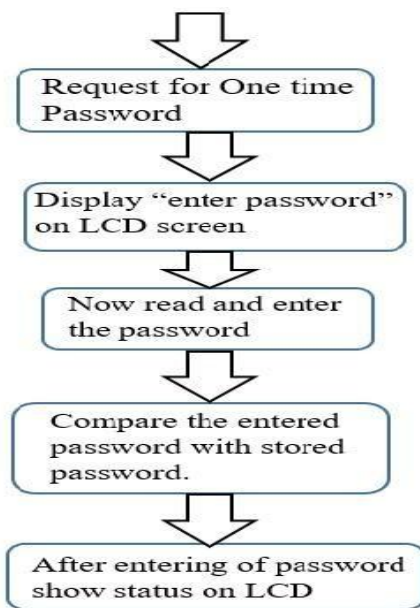 Request for One time
Password
Display “enter password”
on LCD screen
Now read and enter
the password
Compare the entered
password with stored
password.
After entering of password
show status on LCD